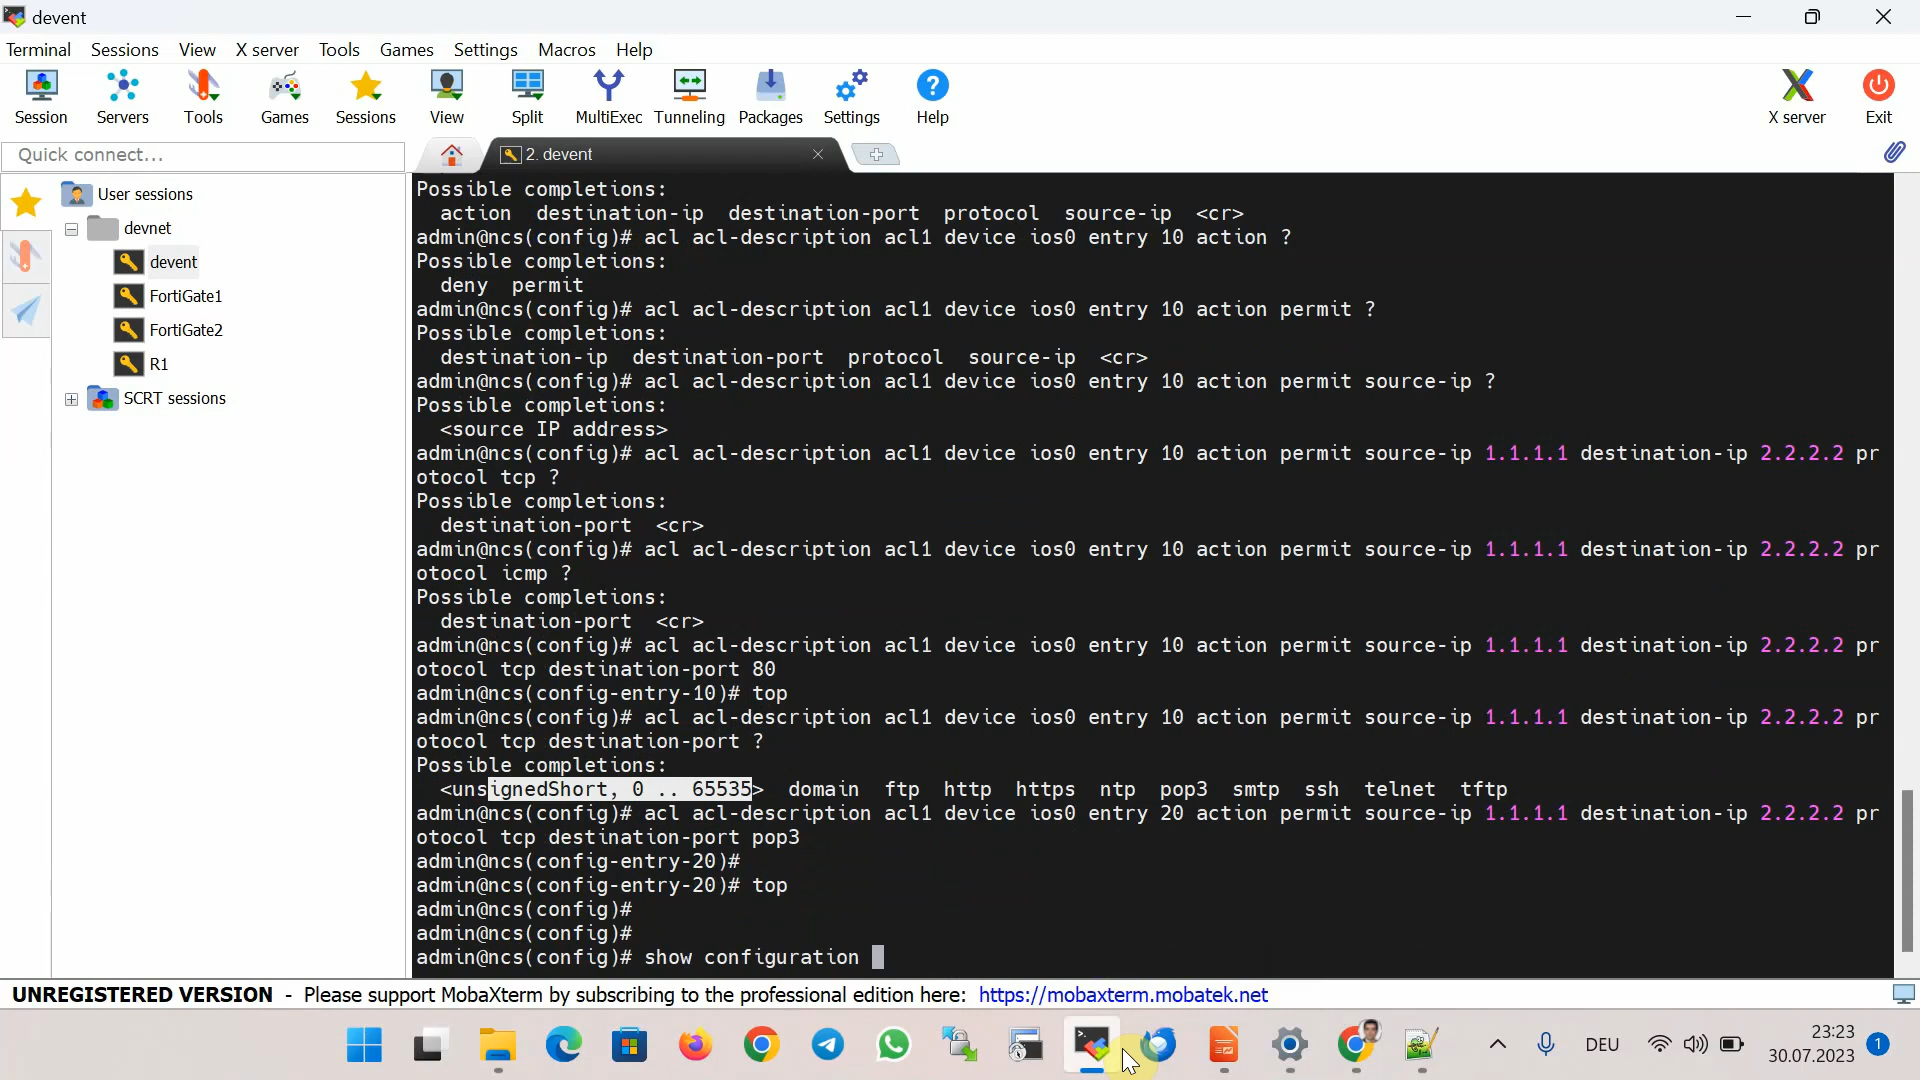 devent
Terminal Sessions View X server Tools Games Settings Macros Help
Session Servers Tools Games Sessions View Split MultiExec Tunneling Packages Settings Help X server Exit
Quick connect...
2. devent
User sessions
devnet
devent
FortiGate1
FortiGate2
R1
SCRT sessions
Possible completions:
action destination-ip destination-port protocol source-ip <cr>
admin@ncs(config)# acl acl-description acl1 device ios0 entry 10 action ?
Possible completions:
deny permit
admin@ncs(config)# acl acl-description acl1 device ios0 entry 10 action permit ?
Possible completions:
destination-ip destination-port protocol source-ip <cr>
admin@ncs(config)# acl acl-description acl1 device ios0 entry 10 action permit source-ip ?
Possible completions:
<source IP address>
admin@ncs(config)# acl acl-description acl1 device ios0 entry 10 action permit source-ip 1.1.1.1 destination-ip 2.2.2.2 pr
otocol tcp ?
Possible completions:
destination-port <cr>
admin@ncs(config)# acl acl-description acl1 device ios0 entry 10 action permit source-ip 1.1.1.1 destination-ip 2.2.2.2 pr
otocol icmp ?
Possible completions:
destination-port <cr>
admin@ncs(config)# acl acl-description acl1 device ios0 entry 10 action permit source-ip 1.1.1.1 destination-ip 2.2.2.2 pr
otocol tcp destination-port 80
admin@ncs(config-entry-10)# top
admin@ncs(config)# acl acl-description acl1 device ios0 entry 10 action permit source-ip 1.1.1.1 destination-ip 2.2.2.2 pr
otocol tcp destination-port ?
Possible completions:
<unsignedShort, 0 .. 65535> domain ftp http https ntp pop3 smtp ssh telnet tftp
admin@ncs(config)# acl acl-description acl1 device ios0 entry 20 action permit source-ip 1.1.1.1 destination-ip 2.2.2.2 pr
otocol tcp destination-port pop3
admin@ncs(config-entry-20)#
admin@ncs(config-entry-20)# top
admin@ncs(config)#
admin@ncs(config)#
admin@ncs(config)# show configuration
UNREGISTERED VERSION - Please support MobaXterm by subscribing to the professional edition here: https://mobaxterm.mobatek.net
DEU
23:23
30.07.2023
1